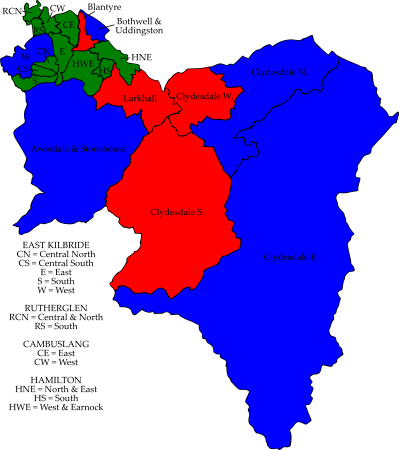 Blantyre
RCN
CW
CE
RS
Bothwell &
Uddingston
CN
E
W
HNE
HWE
HS
S
Clydesdale N.
Clydesdale W.
Larkhall
Avondale & Stonehouse
Clydesdale S.
Clydesdale E.
EAST KILBRIDE
CN = Central North
CS = Central South
E = East
S = South
W = West
RUTHERGLEN
RCN = Central & North
RS = South
CAMBUSLANG
CE = East
CW = West
HAMILTON
HNE = North & East
HS = South
HWE = West & Earnock